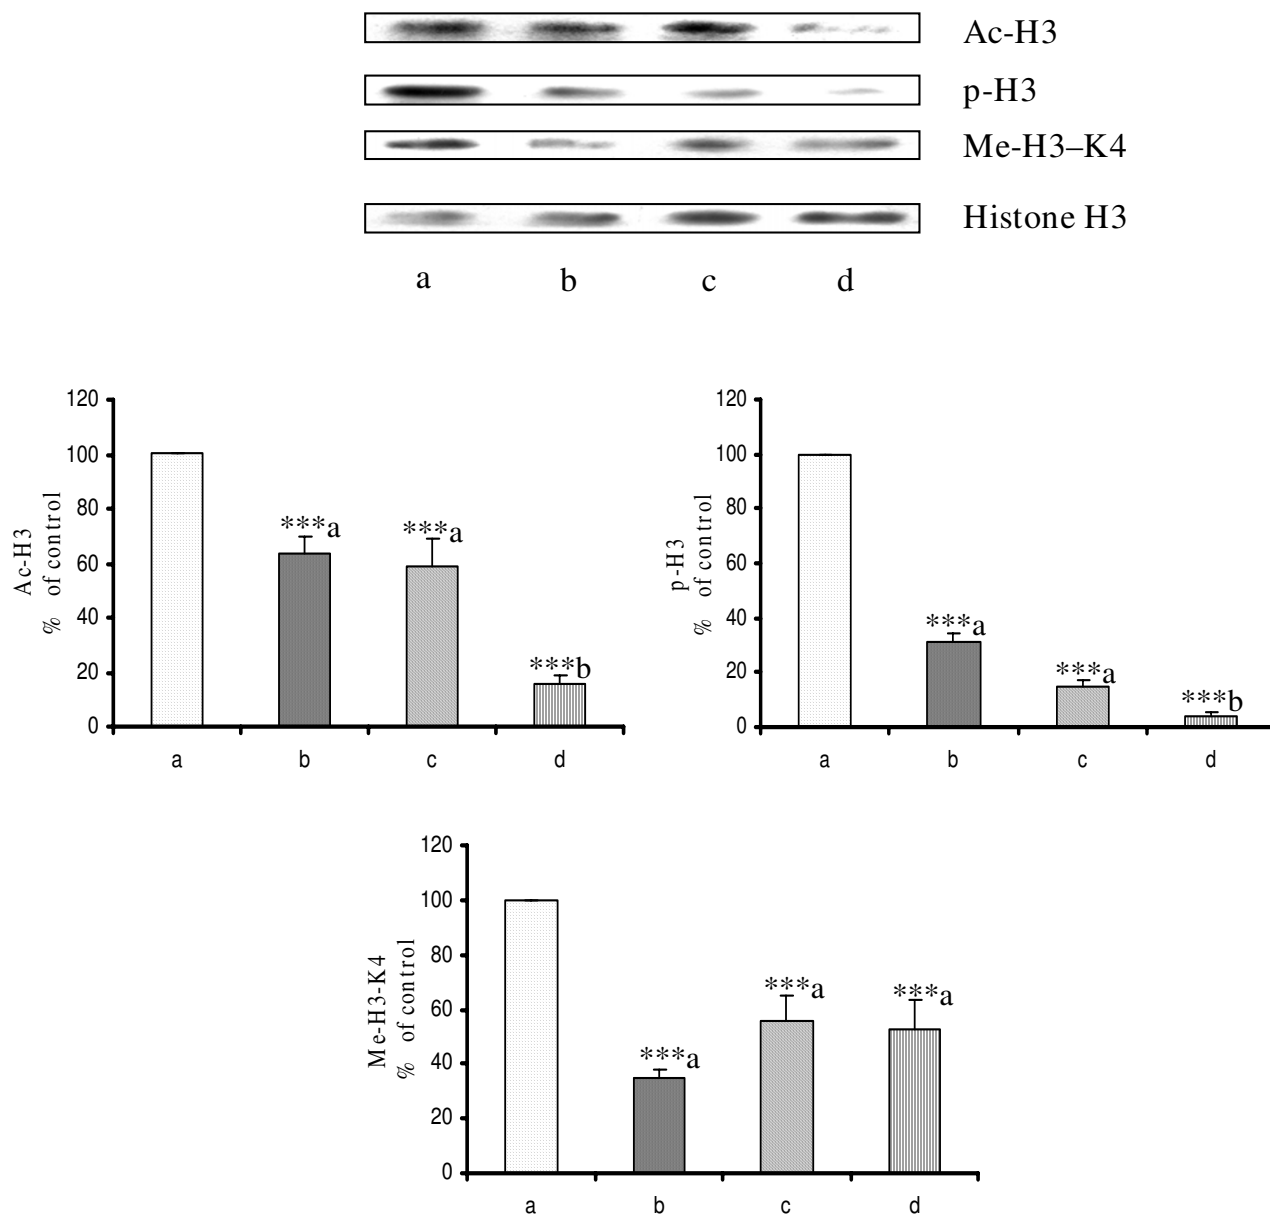 Ac-H3
p-H3
Me-H3–K4
Histone H3
a b c d
Ac-H3
% of control
120
100
80
60
40
20
0
***a
***a
***b
a b c d
p-H3
% of control
120
100
80
60
40
20
0
***a
***a
***b
a b c d
Me-H3-K4
% of control
120
100
80
60
40
20
0
***a
***a
***a
a b c d